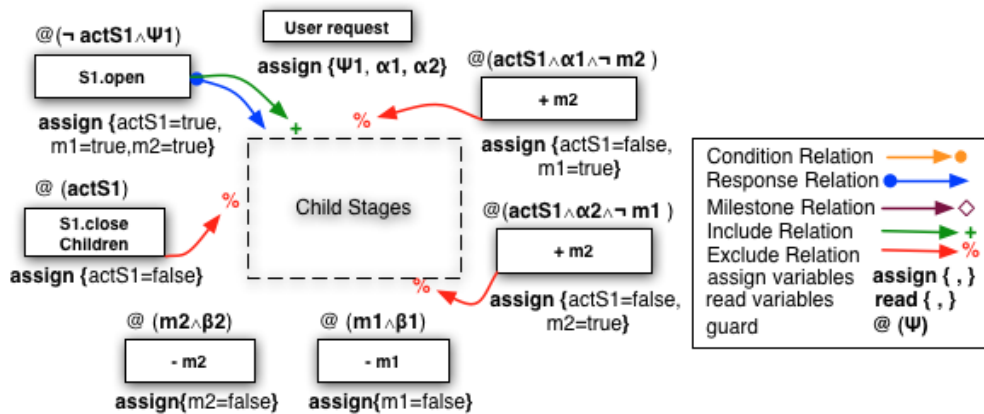 @(¬ actS1∧Ψ1)
S1.open
assign {actS1=true,
m1=true,m2=true}
User request
assign {Ψ1, α1, α2}
@(actS1∧α1∧¬ m2 )
+ m2
assign {actS1=false,
m1=true}
+
%
@ (actS1)
S1.close
Children
assign {actS1=false}
%
Child Stages
@(actS1∧α2∧¬ m1 )
+ m2
assign {actS1=false,
m2=true}
%
@ (m2∧β2)
- m2
assign{m2=false}
@ (m1∧β1)
- m1
assign{m1=false}
Condition Relation
Response Relation
Milestone Relation
Include Relation +
Exclude Relation %
assign variables assign { , }
read variables read { , }
guard @ (Ψ)